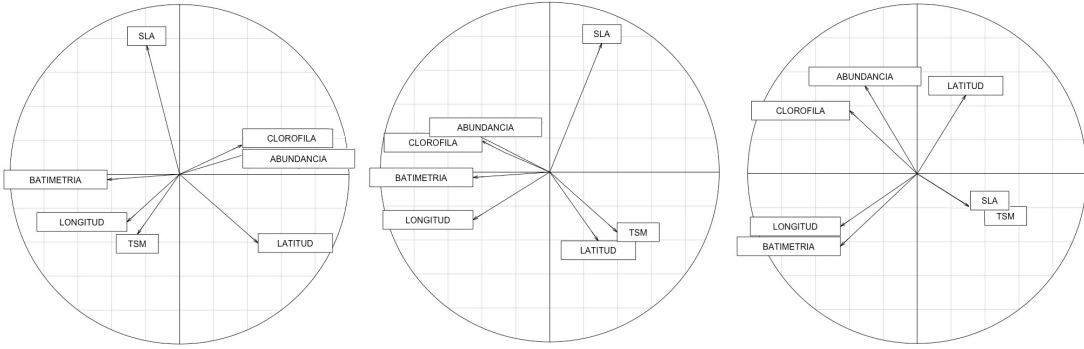 SLA
CLOROFILA
ABUNDANCIA
BATIMETRIA
LONGITUD
TSM
LATITUD
SLA
ABUNDANCIA
CLOROFILA
BATIMETRIA
LONGITUD
TSM
LATITUD
ABUNDANCIA
LATITUD
CLOROFILA
SLA
TSM
LONGITUD
BATIMETRIA